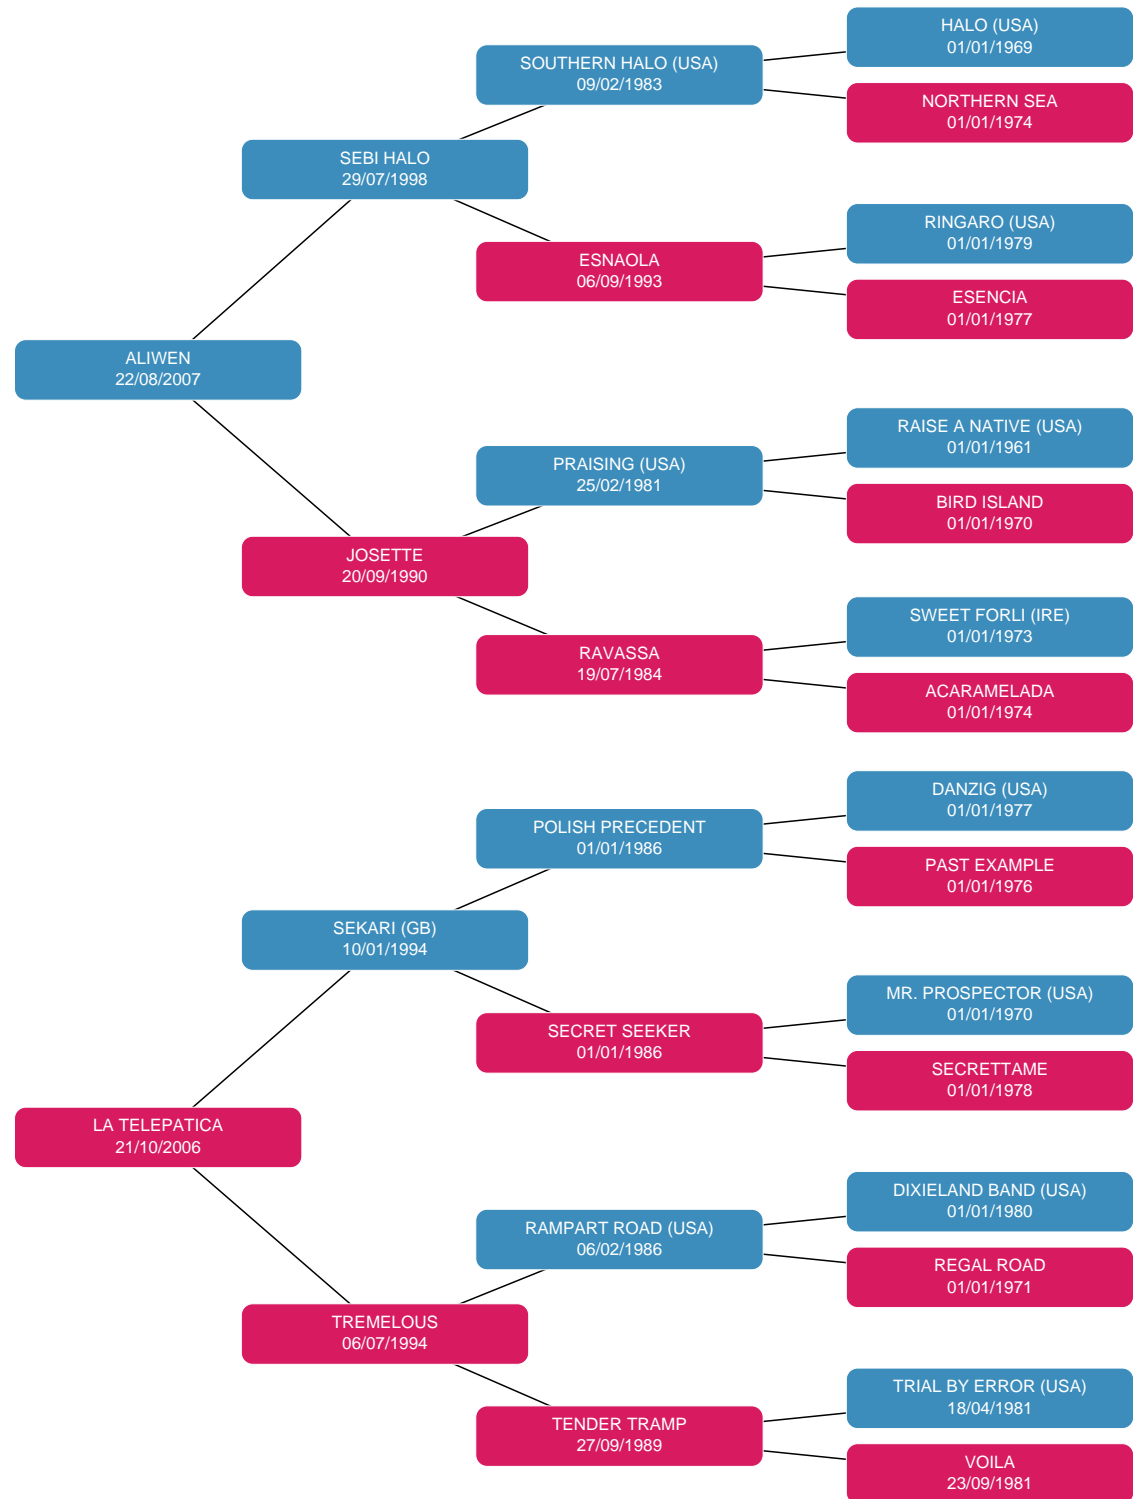 HALO (USA)
01/01/1969
SOUTHERN HALO (USA)
09/02/1983
NORTHERN SEA
01/01/1974
SEBI HALO
29/07/1998
RINGARO (USA)
01/01/1979
ESNAOLA
06/09/1993
ESENCIA
01/01/1977
ALIWEN
22/08/2007
RAISE A NATIVE (USA)
01/01/1961
PRAISING (USA)
25/02/1981
BIRD ISLAND
01/01/1970
JOSETTE
20/09/1990
SWEET FORLI (IRE)
01/01/1973
RAVASSA
19/07/1984
ACARAMELADA
01/01/1974
DANZIG (USA)
01/01/1977
POLISH PRECEDENT
01/01/1986
PAST EXAMPLE
01/01/1976
SEKARI (GB)
10/01/1994
MR. PROSPECTOR (USA)
01/01/1970
SECRET SEEKER
01/01/1986
SECRETTAME
01/01/1978
LA TELEPATICA
21/10/2006
DIXIELAND BAND (USA)
01/01/1980
RAMPART ROAD (USA)
06/02/1986
REGAL ROAD
01/01/1971
TREMELOUS
06/07/1994
TRIAL BY ERROR (USA)
18/04/1981
TENDER TRAMP
27/09/1989
VOILA
23/09/1981